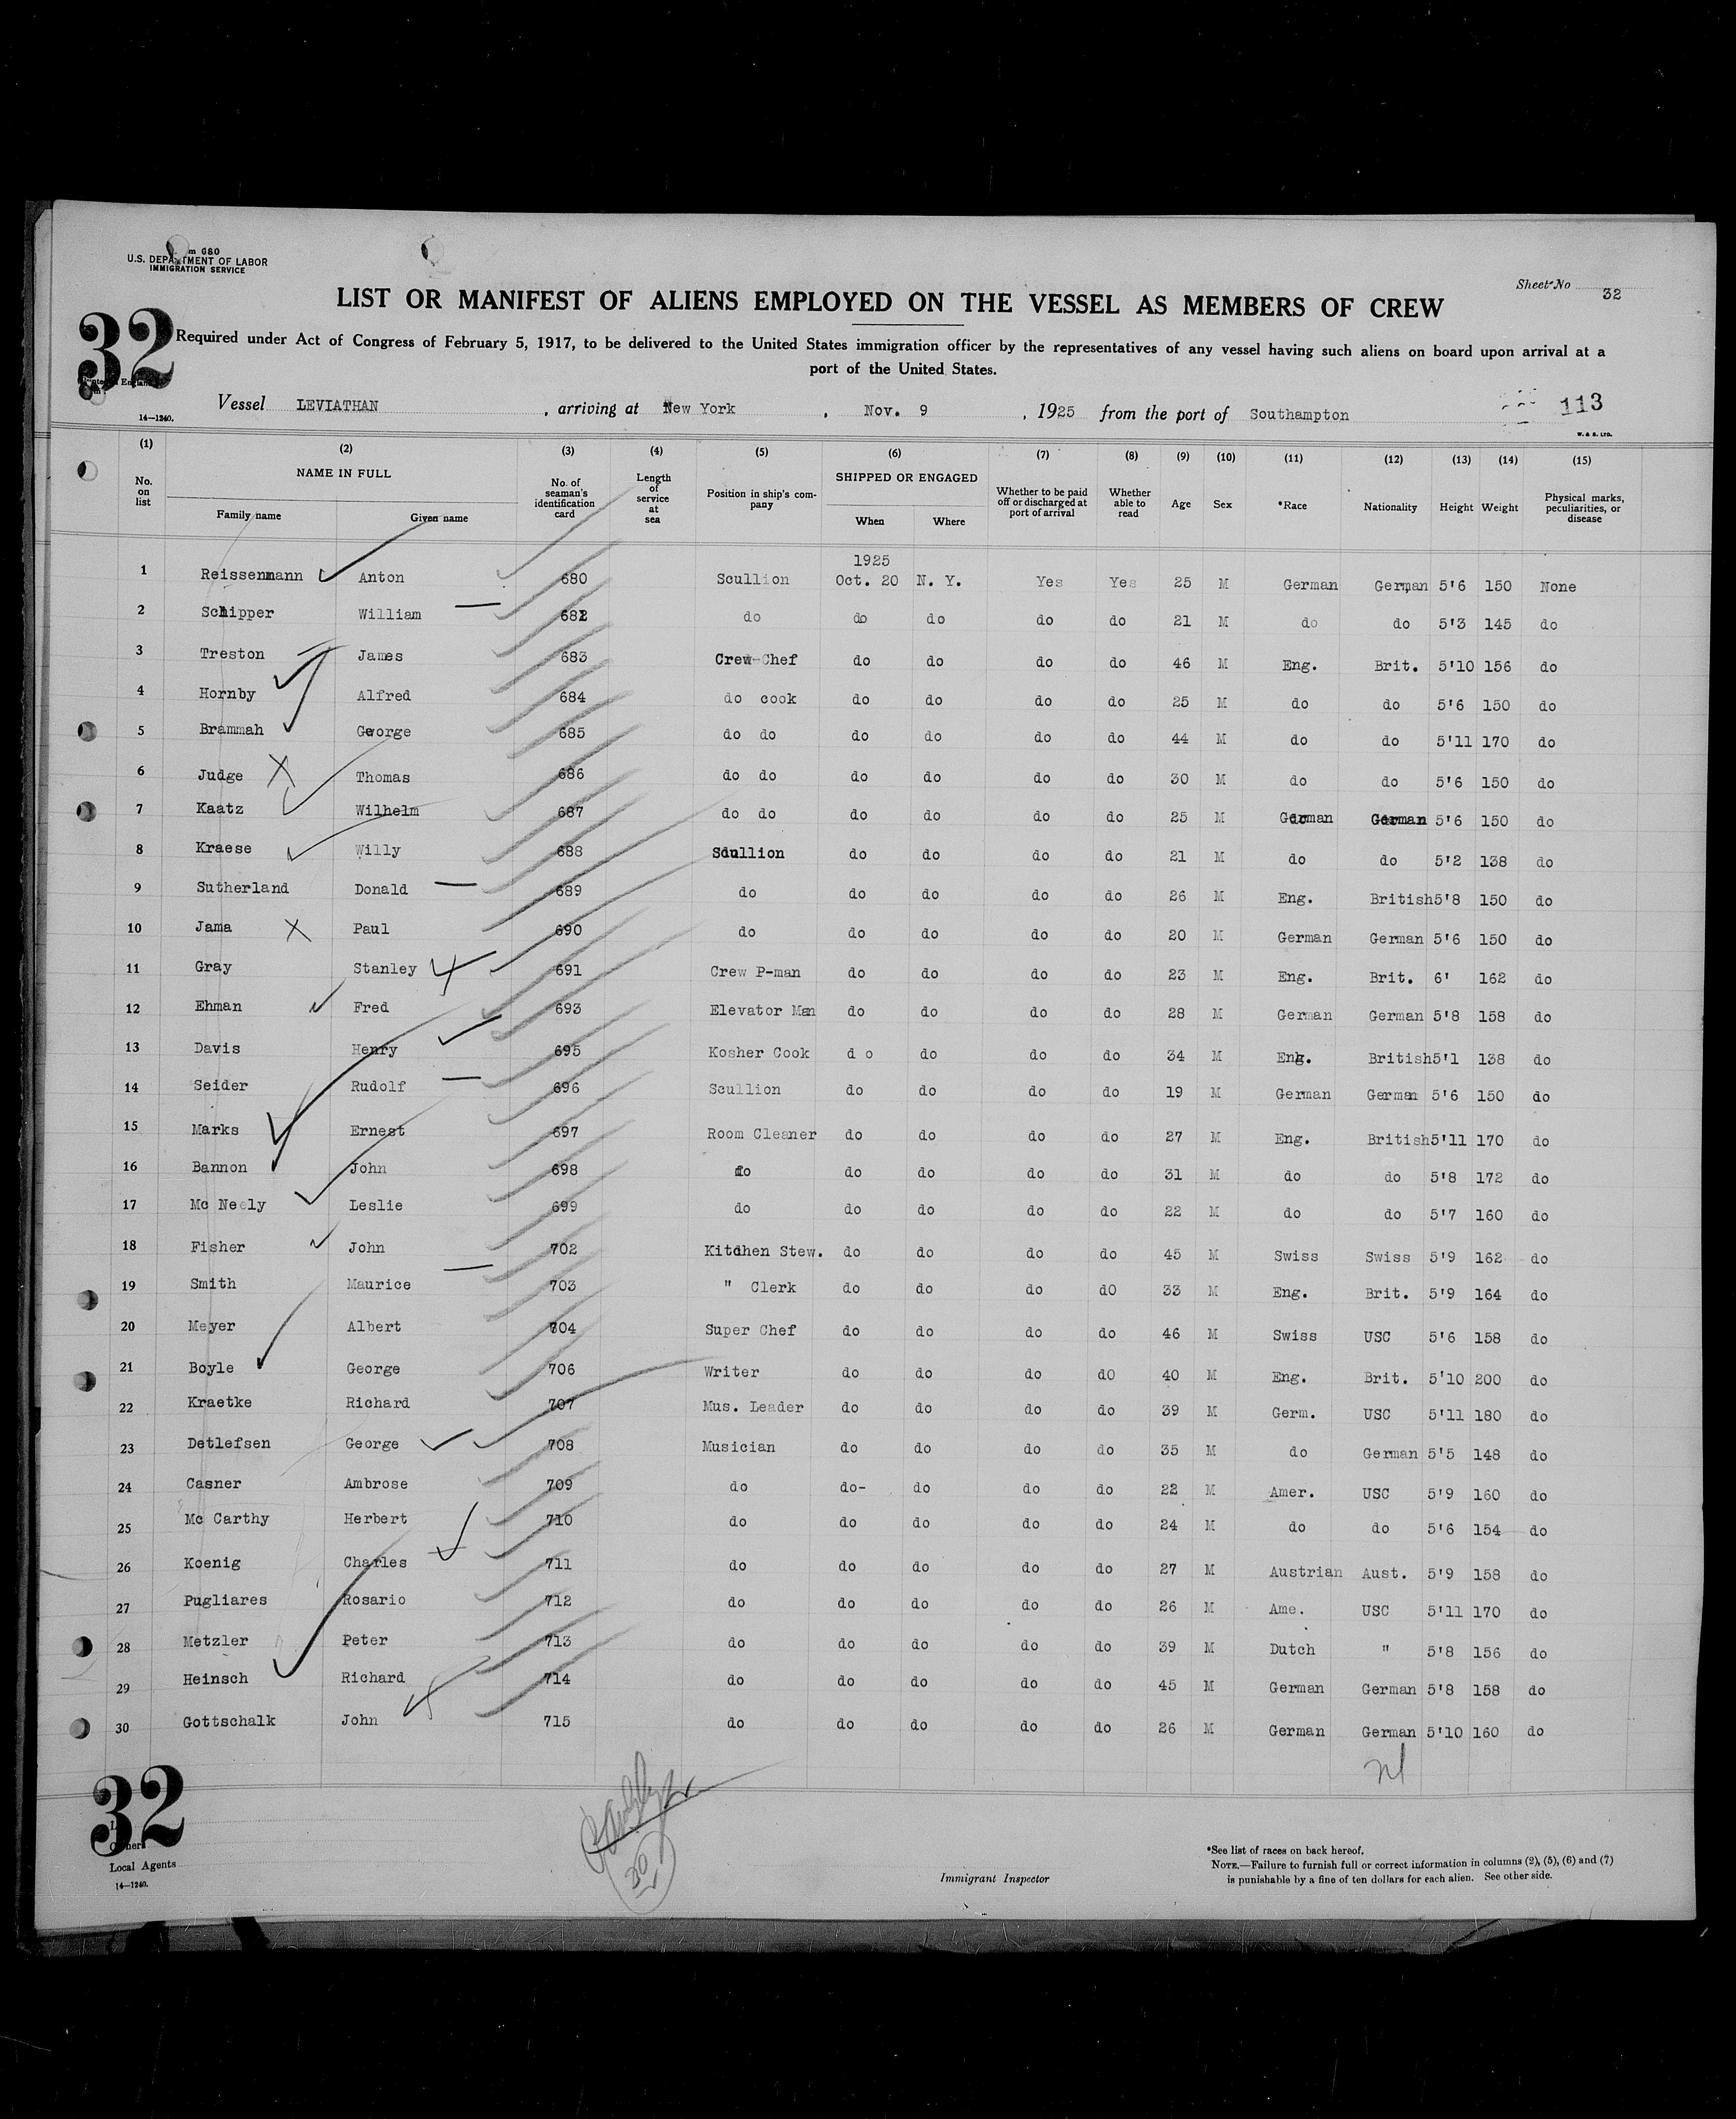 m 680
U.S. DEPARTMENT OF LABOR
IMMIGRATION SERVICE
Sheet No 32
LIST OR MANIFEST OF ALIENS EMPLOYED ON THE VESSEL AS MEMBERS OF CREW
32
Required under Act of Congress of February 5, 1917, to be delivered to the United States immigration officer by the representatives of any vessel having such aliens on board upon arrival at a
port of the United States.
14—1240.
Vessel LEVIATHAN , arriving at New York , Nov. 9 , 1925 from the port of Southampton
113
W. & S. LTD.
(1) (2) (3) (4) (5) (6) (7) (8) (9) (10) (11) (12) (13) (14) (15)
No. on list NAME IN FULL No. of seaman's identification card Length of service at sea Position in ship's company SHIPPED OR ENGAGED Whether to be paid off or discharged at port of arrival Whether able to read Age Sex *Race Nationality Height Weight Physical marks, peculiarities, or disease
Family name Given name When Where
1925
1 Reissenmann Anton 680 Scullion Oct. 20 N. Y. Yes Yes 25 M German German 5'6 150 None
2 Schipper William 682 do do do do do 21 M do do 5'3 145 do
3 Treston James 683 Crew-Chef do do do do 46 M Eng. Brit. 5'10 156 do
4 Hornby Alfred 684 do cook do do do do 25 M do do 5'6 150 do
5 Brammah George 685 do do do do do do 44 M do do 5'11 170 do
6 Judge Thomas 686 do do do do do do 30 M do do 5'6 150 do
7 Kaatz Wilhelm 687 do do do do do do 25 M German German 5'6 150 do
8 Kraese Willy 688 Scullion do do do do 21 M do do 5'2 138 do
9 Sutherland Donald 689 do do do do do 26 M Eng. British 5'8 150 do
10 Jama Paul 690 do do do do do 20 M German German 5'6 150 do
11 Gray Stanley 691 Crew P-man do do do do 23 M Eng. Brit. 6' 162 do
12 Ehman Fred 693 Elevator Man do do do do 28 M German German 5'8 158 do
13 Davis Henry 695 Kosher Cook d o do do do 34 M Eng. British 5'1 138 do
14 Seider Rudolf 696 Scullion do do do do 19 M German German 5'6 150 do
15 Marks Ernest 697 Room Cleaner do do do do 27 M Eng. British 5'11 170 do
16 Bannon John 698 do do do do do 31 M do do 5'8 172 do
17 Mc Neely Leslie 699 do do do do do 22 M do do 5'7 160 do
18 Fisher John 702 Kitchen Stew. do do do do 45 M Swiss Swiss 5'9 162 do
19 Smith Maurice 703 " Clerk do do do dO 33 M Eng. Brit. 5'9 164 do
20 Meyer Albert 704 Super Chef do do do do 46 M Swiss USC 5'6 158 do
21 Boyle George 706 Writer do do do dO 40 M Eng. Brit. 5'10 200 do
22 Kraetke Richard 707 Mus. Leader do do do do 39 M Germ. USC 5'11 180 do
23 Detlefsen George 708 Musician do do do do 35 M do German 5'5 148 do
24 Casner Ambrose 709 do do- do do do 22 M Amer. USC 5'9 160 do
25 Mc Carthy Herbert 710 do do do do do 24 M do do 5'6 154 do
26 Koenig Charles 711 do do do do do 27 M Austrian Aust. 5'9 158 do
27 Pugliares Rosario 712 do do do do do 26 M Ame. USC 5'11 170 do
28 Metzler Peter 713 do do do do do 39 M Dutch " 5'8 156 do
29 Heinsch Richard 714 do do do do do 45 M German German 5'8 158 do
30 Gottschalk John 715 do do do do do 26 M German German 5'10 160 do
32
Local Agents
14—1240.
30
Immigrant Inspector
*See list of races on back hereof.
NOTE.—Failure to furnish full or correct information in columns (2), (5), (6) and (7)
is punishable by a fine of ten dollars for each alien. See other side.